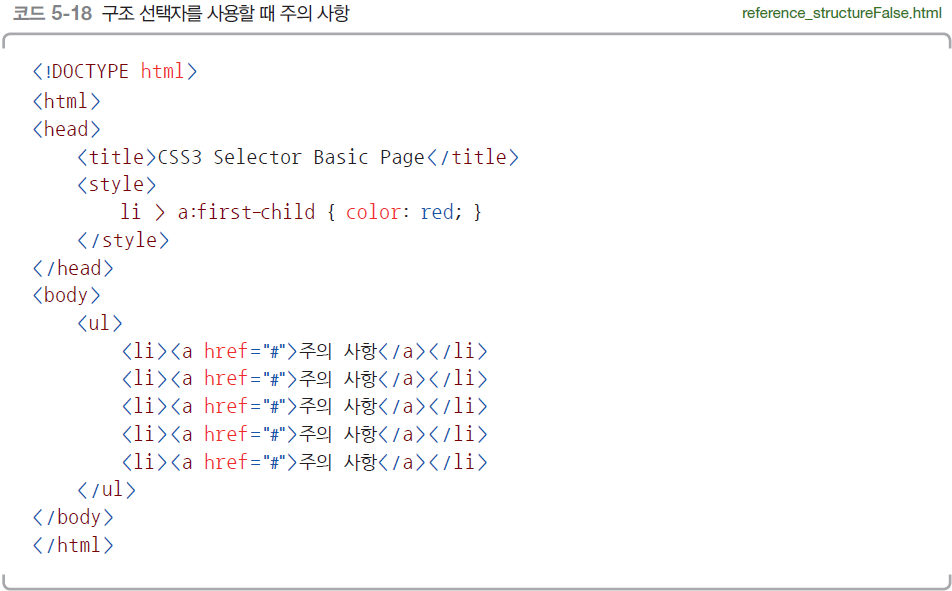 코드 5-18 구조 선택자를 사용할 때 주의 사항 reference_structureFalse.html
<!DOCTYPE html>
<html>
<head>
    <title>CSS3 Selector Basic Page</title>
    <style>
        li > a:first-child { color: red; }
    </style>
</head>
<body>
    <ul>
        <li><a href="#">주의 사항</a></li>
        <li><a href="#">주의 사항</a></li>
        <li><a href="#">주의 사항</a></li>
        <li><a href="#">주의 사항</a></li>
        <li><a href="#">주의 사항</a></li>
    </ul>
</body>
</html>